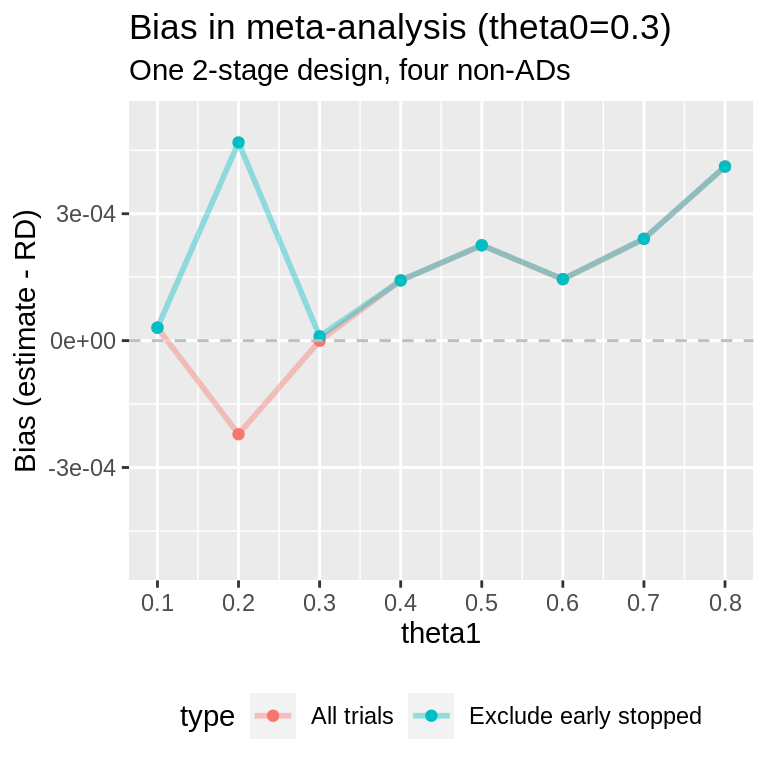 Bias in meta-analysis (theta0=0.3)
One 2-stage design, four non-ADs
Bias (estimate - RD)
3e-04
0e+00
-3e-04
0.1 0.2 0.3 0.4 0.5 0.6 0.7 0.8
theta1
type All trials Exclude early stopped